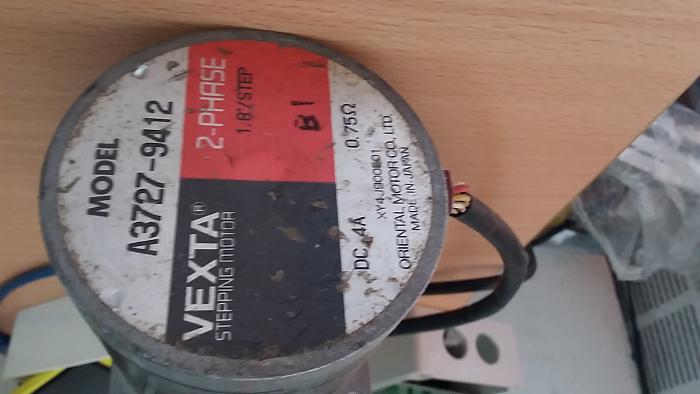 MODEL
A3727-9412
VEXTA®
STEPPING MOTOR
2-PHASE
1.8°/STEP
B1
DC 4A 0.75Ω
ORIENTAL MOTOR CO., LTD.
MADE IN JAPAN